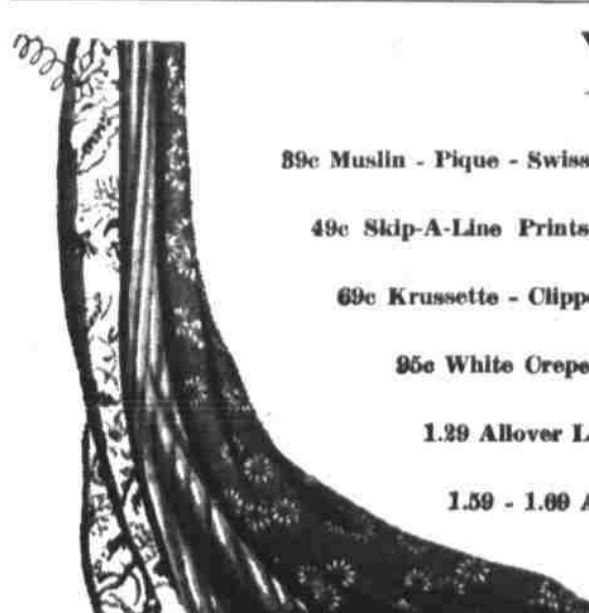 39c Muslin - Pique - Swiss
49c Skip-A-Line Prints
69c Krussette - Clipp
95c White Crepe
1.29 Allover L
1.59 - 1.69 A